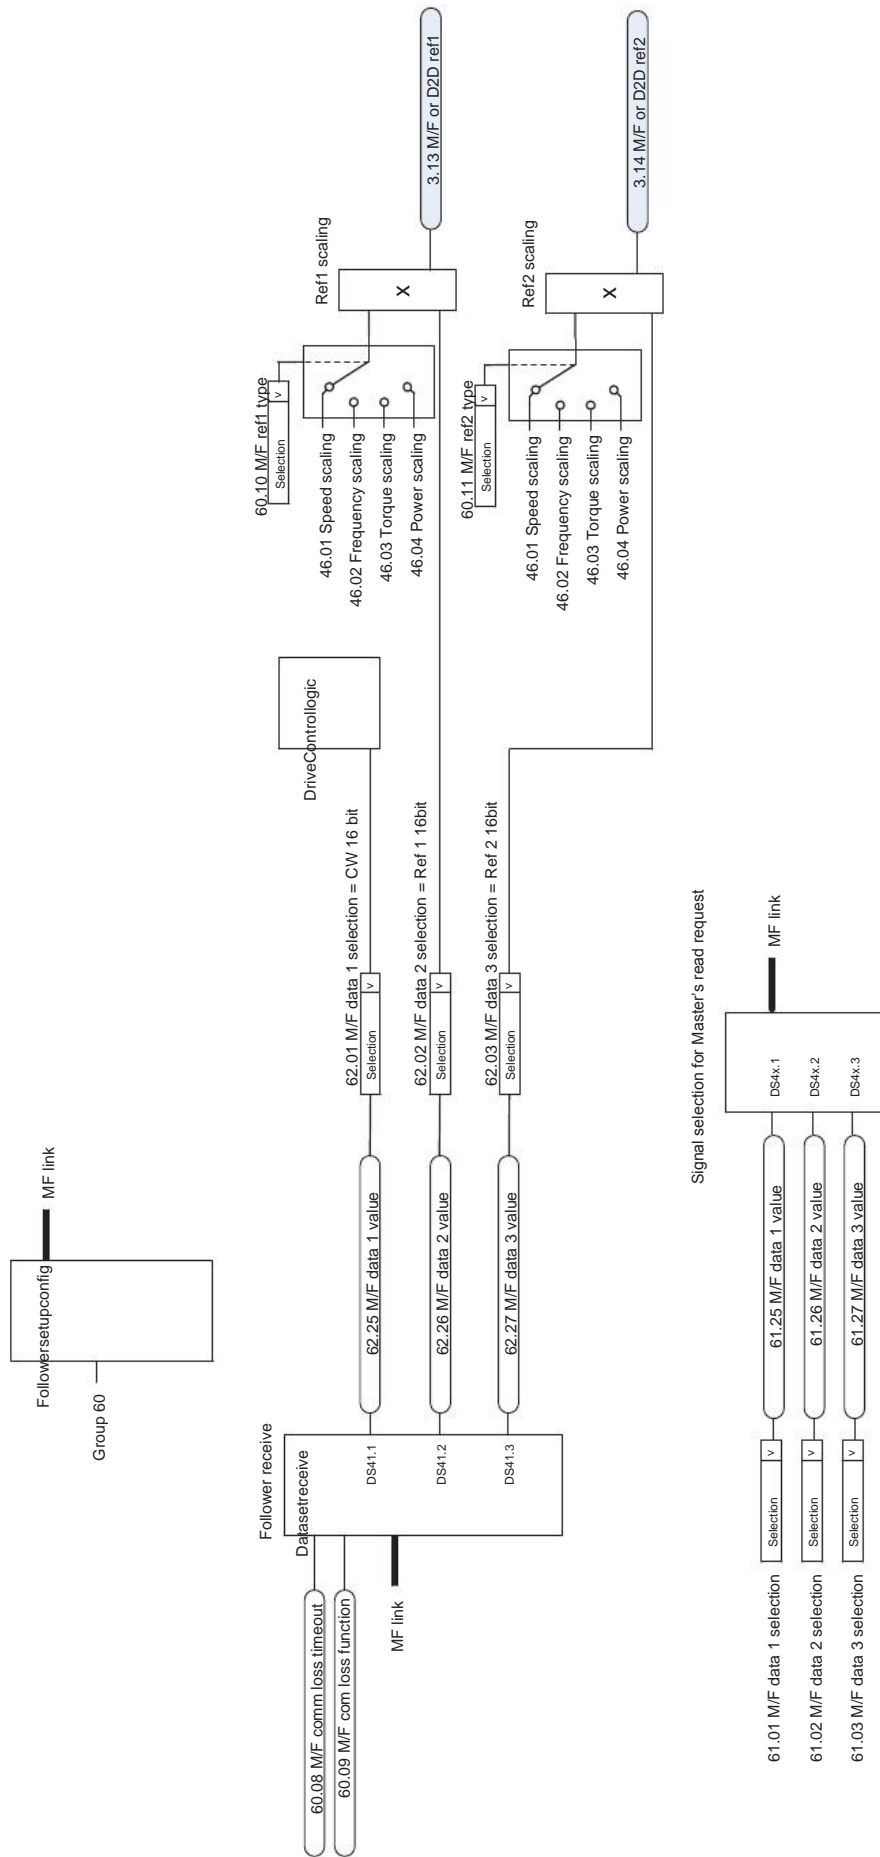 Followersetupconfig
MF link
Group 60
Follower receive
Datasetreceive
60.08 M/F comm loss timeout
60.09 M/F com loss function
MF link
DS41.1
DS41.2
DS41.3
62.25 M/F data 1 value
62.26 M/F data 2 value
62.27 M/F data 3 value
62.01 M/F data 1 selection = CW 16 bit
Selection
v
62.02 M/F data 2 selection = Ref 1 16bit
Selection
v
62.03 M/F data 3 selection = Ref 2 16bit
Selection
v
DriveControllogic
60.10 M/F ref1 type
Selection
v
46.01 Speed scaling
46.02 Frequency scaling
46.03 Torque scaling
46.04 Power scaling
Ref1 scaling
X
3.13 M/F or D2D ref1
60.11 M/F ref2 type
Selection
v
46.01 Speed scaling
46.02 Frequency scaling
46.03 Torque scaling
46.04 Power scaling
Ref2 scaling
X
3.14 M/F or D2D ref2
Signal selection for Master's read request
61.01 M/F data 1 selection
Selection
v
61.25 M/F data 1 value
DS4x.1
61.02 M/F data 2 selection
Selection
v
61.26 M/F data 2 value
DS4x.2
61.03 M/F data 3 selection
Selection
v
61.27 M/F data 3 value
DS4x.3
MF link